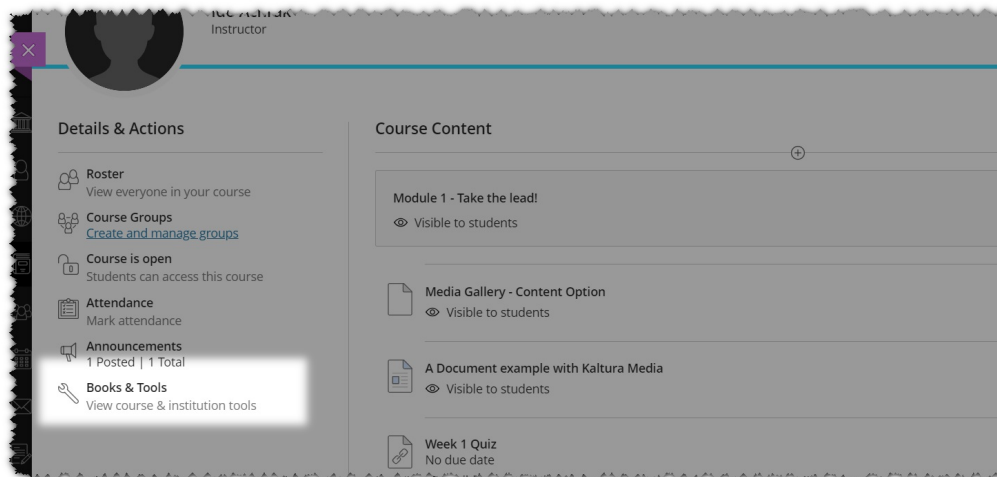 Instructor
Details & Actions
Roster
View everyone in your course
Course Groups
Create and manage groups
Course is open
Students can access this course
Attendance
Mark attendance
Announcements
1 Posted | 1 Total
Books & Tools
View course & institution tools
Course Content
Module 1 - Take the lead!
Visible to students
Media Gallery - Content Option
Visible to students
A Document example with Kaltura Media
Visible to students
Week 1 Quiz
No due date